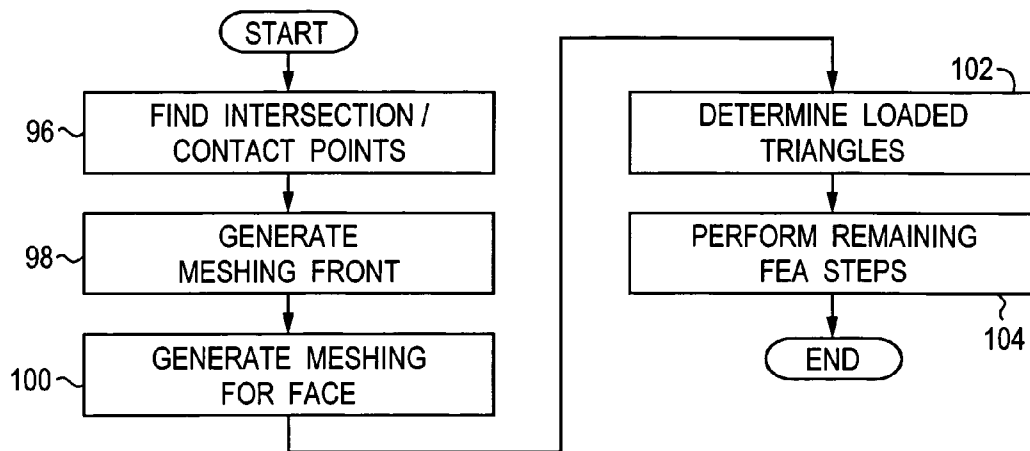 START
96
FIND INTERSECTION /
CONTACT POINTS
98
GENERATE
MESHING FRONT
100
GENERATE MESHING
FOR FACE
102
DETERMINE LOADED
TRIANGLES
PERFORM REMAINING
FEA STEPS
104
END